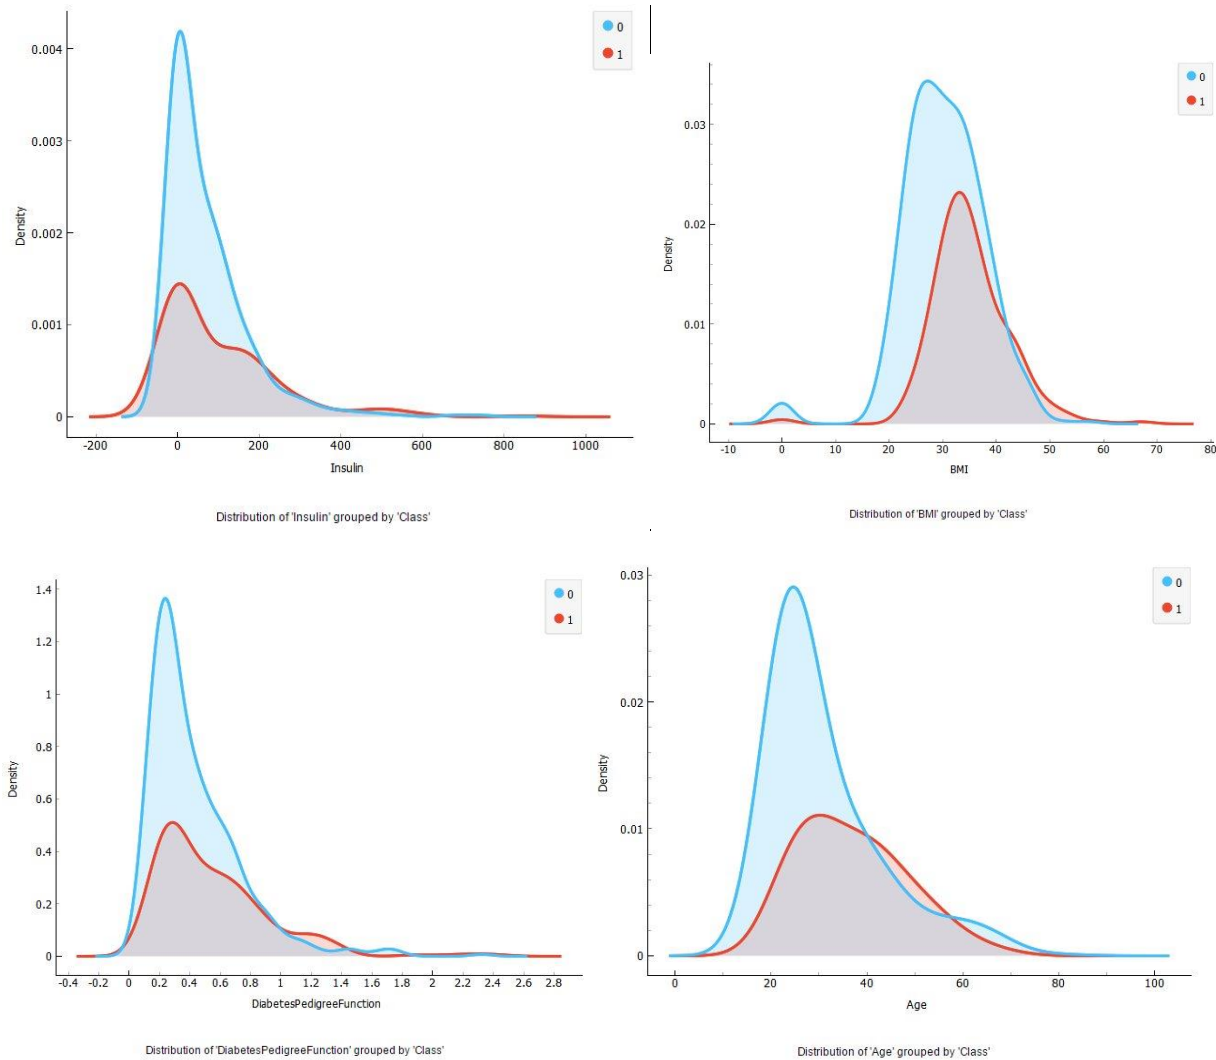 0
1
0.004
0.003
0.002
0.001
0
Density
-200 0 200 400 600 800 1000
Insulin
Distribution of 'Insulin' grouped by 'Class'
0
1
0.03
0.02
0.01
0
Density
-10 0 10 20 30 40 50 60 70 80
BMI
Distribution of 'BMI' grouped by 'Class'
0
1
1.4
1.2
1
0.8
0.6
0.4
0.2
0
Density
-0.4 -0.2 0 0.2 0.4 0.6 0.8 1 1.2 1.4 1.6 1.8 2 2.2 2.4 2.6 2.8
DiabetesPedigreeFunction
Distribution of 'DiabetesPedigreeFunction' grouped by 'Class'
0
1
0.03
0.02
0.01
0
Density
0 20 40 60 80 100
Age
Distribution of 'Age' grouped by 'Class'